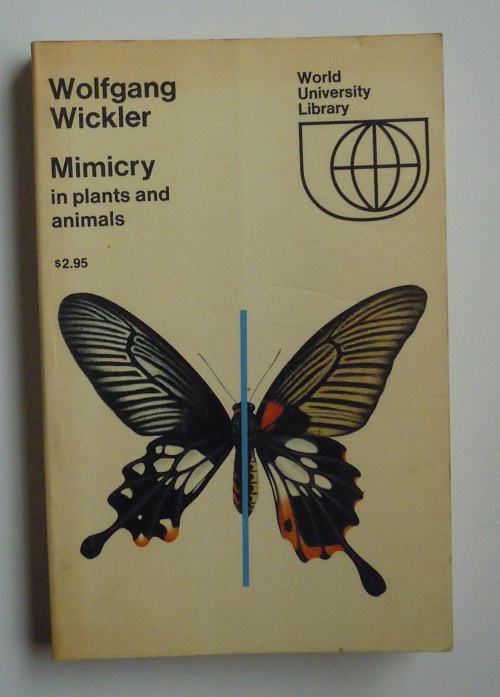 Wolfgang
Wickler
Mimicry
in plants and
animals
$2.95
World
University
Library